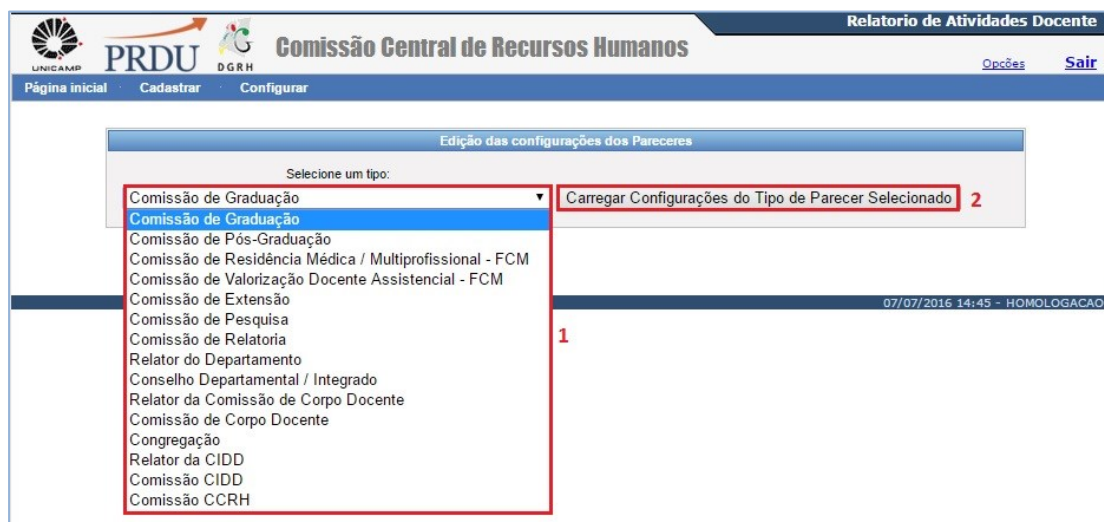 Relatorio de Atividades Docente
UNICAMP
PRDU
DGRH
Comissão Central de Recursos Humanos
Opcões Sair
Página inicial · Cadastrar · Configurar
Edição das configurações dos Pareceres
Selecione um tipo:
Comissão de Graduação ▼ Carregar Configurações do Tipo de Parecer Selecionado 2
Comissão de Graduação
Comissão de Pós-Graduação
Comissão de Residência Médica / Multiprofissional - FCM
Comissão de Valorização Docente Assistencial - FCM
Comissão de Extensão
07/07/2016 14:45 - HOMOLOGACAO
Comissão de Pesquisa
Comissão de Relatoria
1
Relator do Departamento
Conselho Departamental / Integrado
Relator da Comissão de Corpo Docente
Comissão de Corpo Docente
Congregação
Relator da CIDD
Comissão CIDD
Comissão CCRH